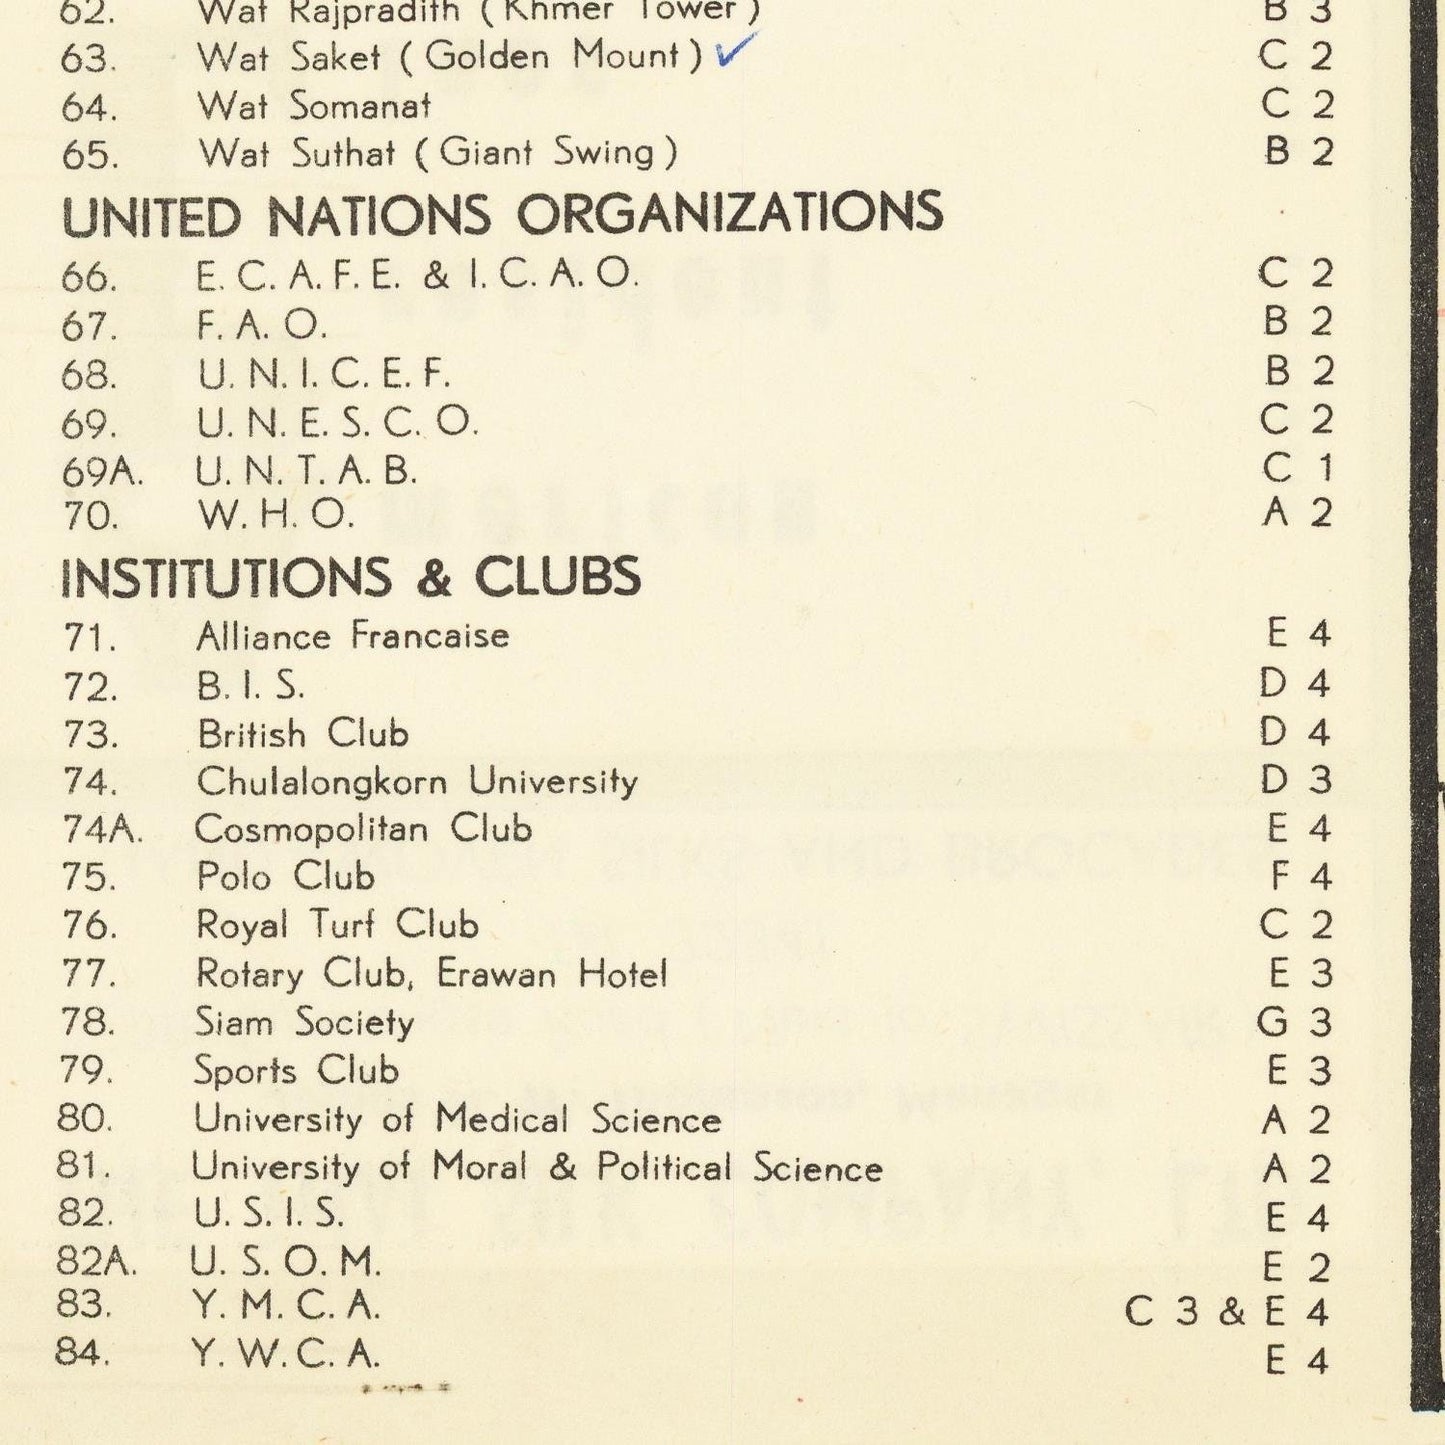 62. Wat Rajpradith ( Khmer Tower ) B 3
63. Wat Saket ( Golden Mount ) ✓ C 2
64. Wat Somanat C 2
65. Wat Suthat ( Giant Swing ) B 2
UNITED NATIONS ORGANIZATIONS
66. E. C. A. F. E. & I. C. A. O. C 2
67. F. A. O. B 2
68. U. N. I. C. E. F. B 2
69. U. N. E. S. C. O. C 2
69A. U. N. T. A. B. C 1
70. W. H. O. A 2
INSTITUTIONS & CLUBS
71. Alliance Francaise E 4
72. B. I. S. D 4
73. British Club D 4
74. Chulalongkorn University D 3
74A. Cosmopolitan Club E 4
75. Polo Club F 4
76. Royal Turf Club C 2
77. Rotary Club, Erawan Hotel E 3
78. Siam Society G 3
79. Sports Club E 3
80. University of Medical Science A 2
81. University of Moral & Political Science A 2
82. U. S. I. S. E 4
82A. U. S. O. M. E 2
83. Y. M. C. A. C 3 & E 4
84. Y. W. C. A. E 4